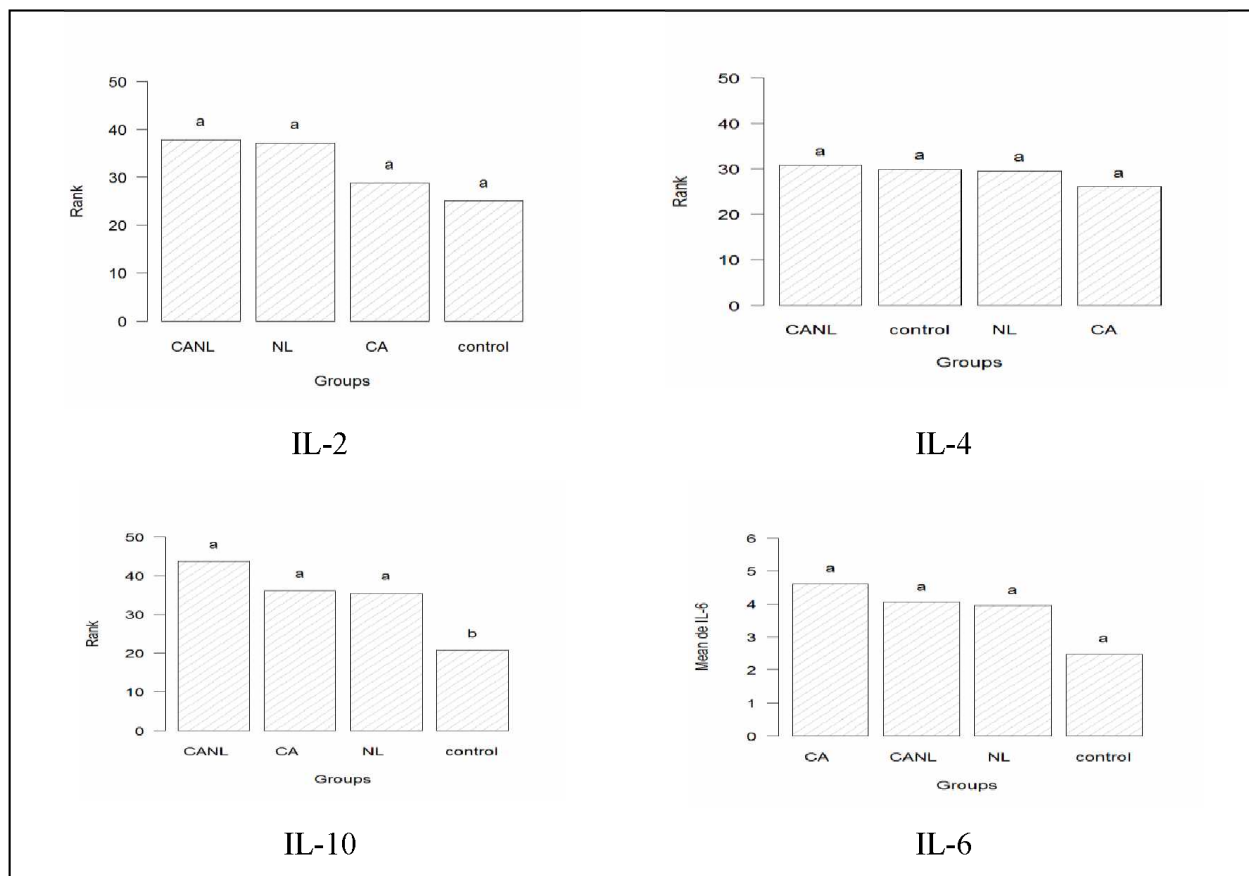 50
40
30
20
10
0
Rank
a
a
a
a
CANL
NL
CA
control
Groups
IL-2
50
40
30
20
10
0
Rank
a
a
a
a
CANL
control
NL
CA
Groups
IL-4
50
40
30
20
10
0
Rank
a
a
a
b
CANL
CA
NL
control
Groups
IL-10
6
5
4
3
2
1
0
Mean de IL-6
a
a
a
a
CA
CANL
NL
control
Groups
IL-6